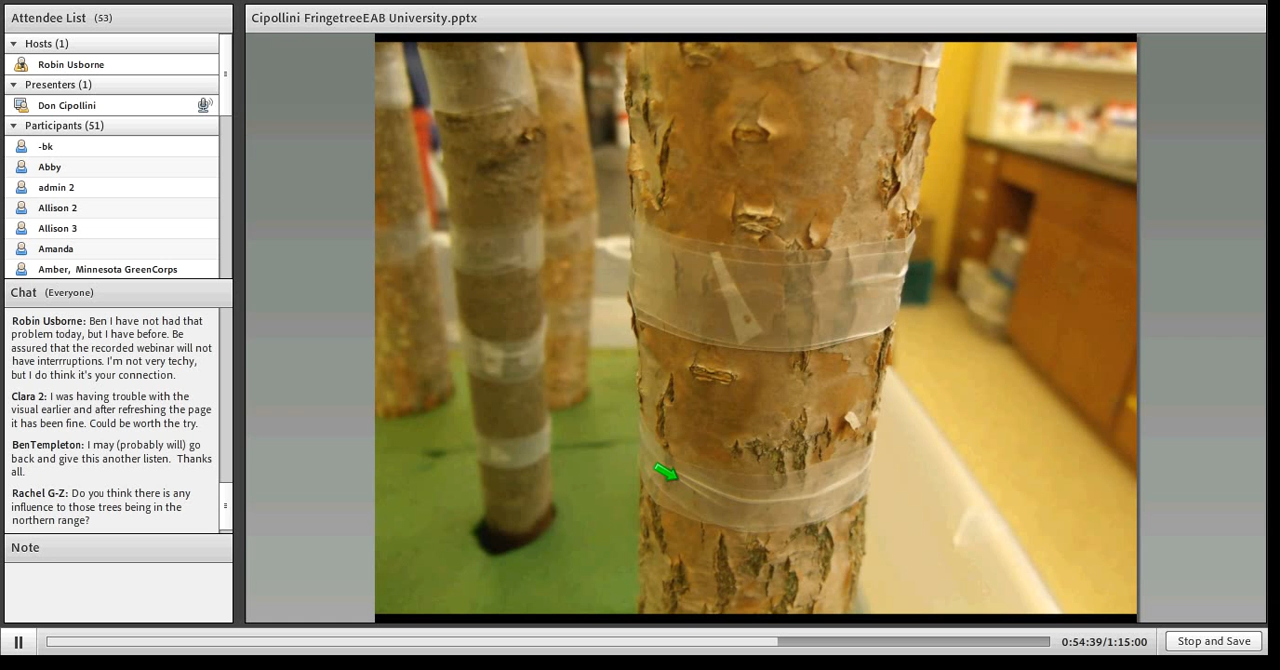 Attendee List (53)
Hosts (1)
Robin Usborne
Presenters (1)
Don Cipollini
Participants (51)
-bk
Abby
admin 2
Allison 2
Allison 3
Amanda
Amber, Minnesota GreenCorps
Chat (Everyone)
Robin Usborne: Ben I have not had that
problem today, but I have before. Be
assured that the recorded webinar will not
have interruptions. I'm not very techy,
but I do think it's your connection.
Clara 2: I was having trouble with the
visual earlier and after refreshing the page
it has been fine. Could be worth the try.
BenTempleton: I may (probably will) go
back and give this another listen. Thanks
all.
Rachel G-Z: Do you think there is any
influence to those trees being in the
northern range?
Note
Cipollini FringetreeEAB University.pptx
0:54:39/1:15:00
Stop and Save